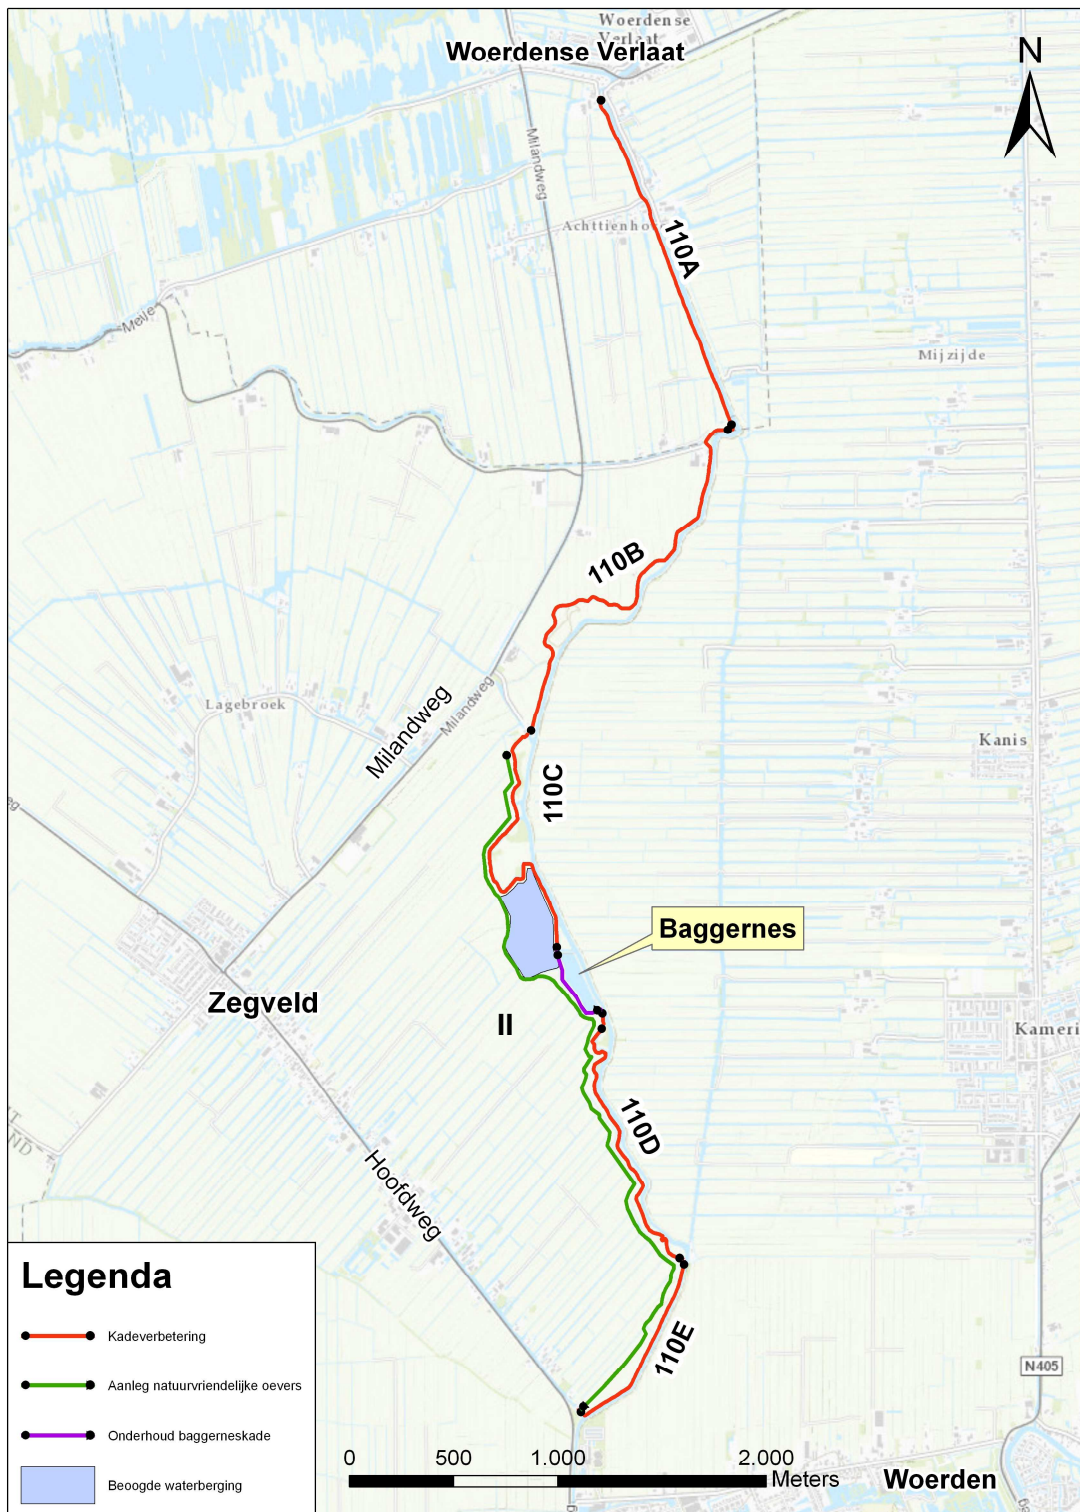 Woerdense
Verlaat
Woerdense Verlaat
N
Milandweg
Achttienho
110A
Meije
Mijzijde
110B
Lagebroek
Milandweg
Milandweg
Kanis
110C
Baggernes
Zegveld
II
Kameri
110D
Hoofdweg
110E
N405
Legenda
Kadeverbetering
Aanleg natuurvriendelijke oevers
Onderhoud baggerneskade
Beoogde waterberging
0 500 1.000 2.000
Meters
Woerden